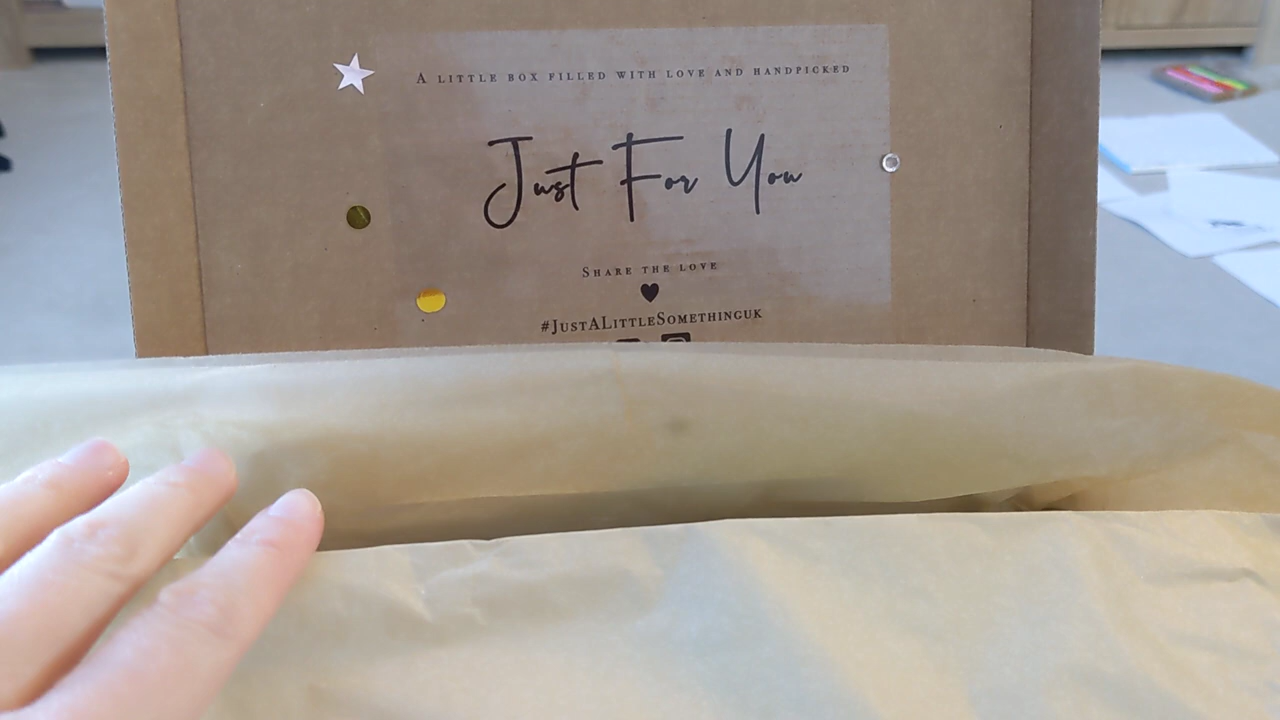 A LITTLE BOX FILLED WITH LOVE AND HANDPICKED
Just For You
SHARE THE LOVE
#JUSTALITTLESOMETHINGUK